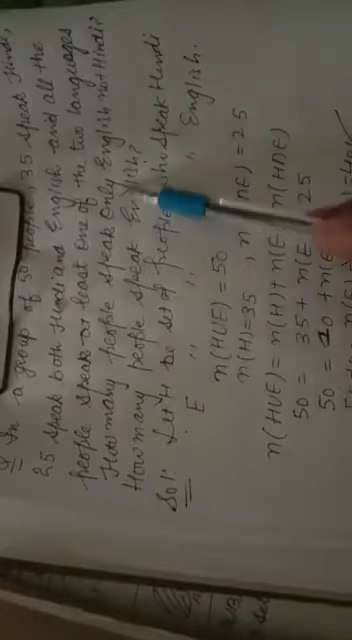 Q In a group of 50 people, 35 speak Hindi,
25 speak both Hindi and English and all the
people speak at least one of the two languages
How many people speak only English not Hindi?
How many people speak English?
Sol: Let H be set of people who speak Hindi
E " " " English.
n(HUE) = 50
n(H)=35, n E) = 25
n(HUE) = n(H) + n(E n(H∩E)
50 = 35 + n(E 25
50 = 10 + n(E